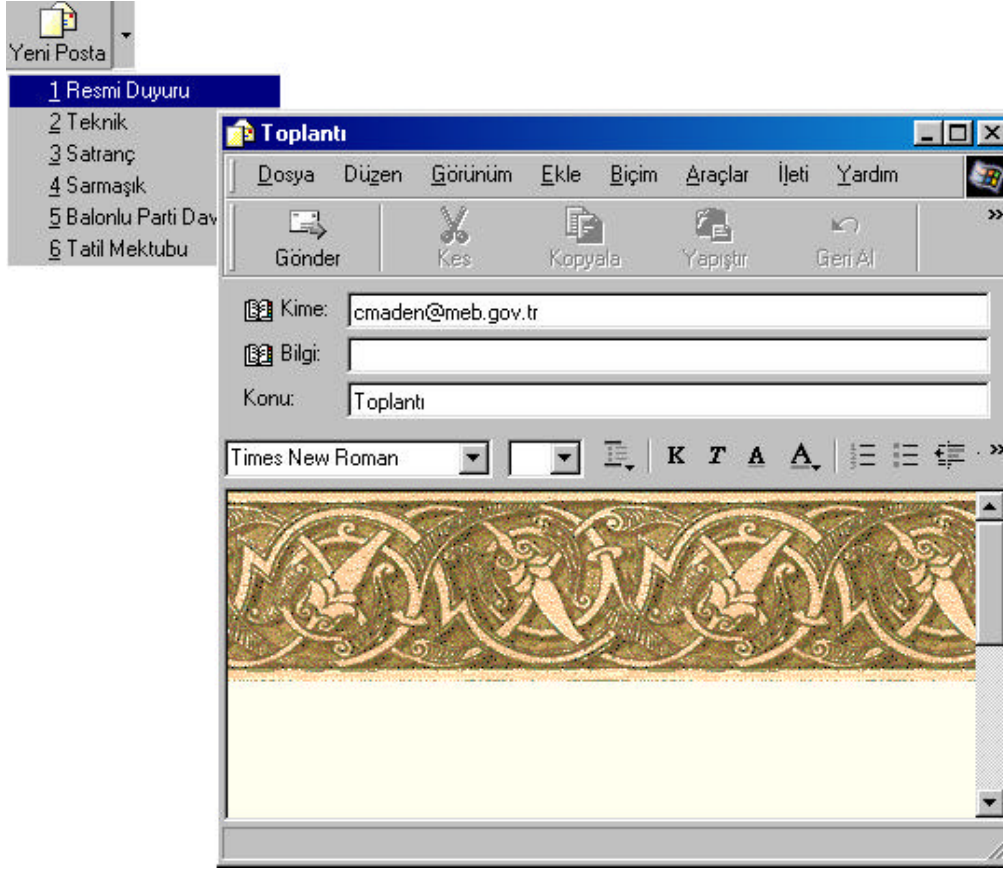 Yeni Posta
1 Resmi Duyuru
2 Teknik
3 Satranç
4 Sarmaşık
5 Balonlu Parti Dav
6 Tatil Mektubu
Toplantı
Dosya Düzen Görünüm Ekle Biçim Araçlar İleti Yardım
Gönder Kes Kopyala Yapıştır Geri Al »
Kime: cmaden@meb.gov.tr
Bilgi:
Konu: Toplantı
Times New Roman K T A A »